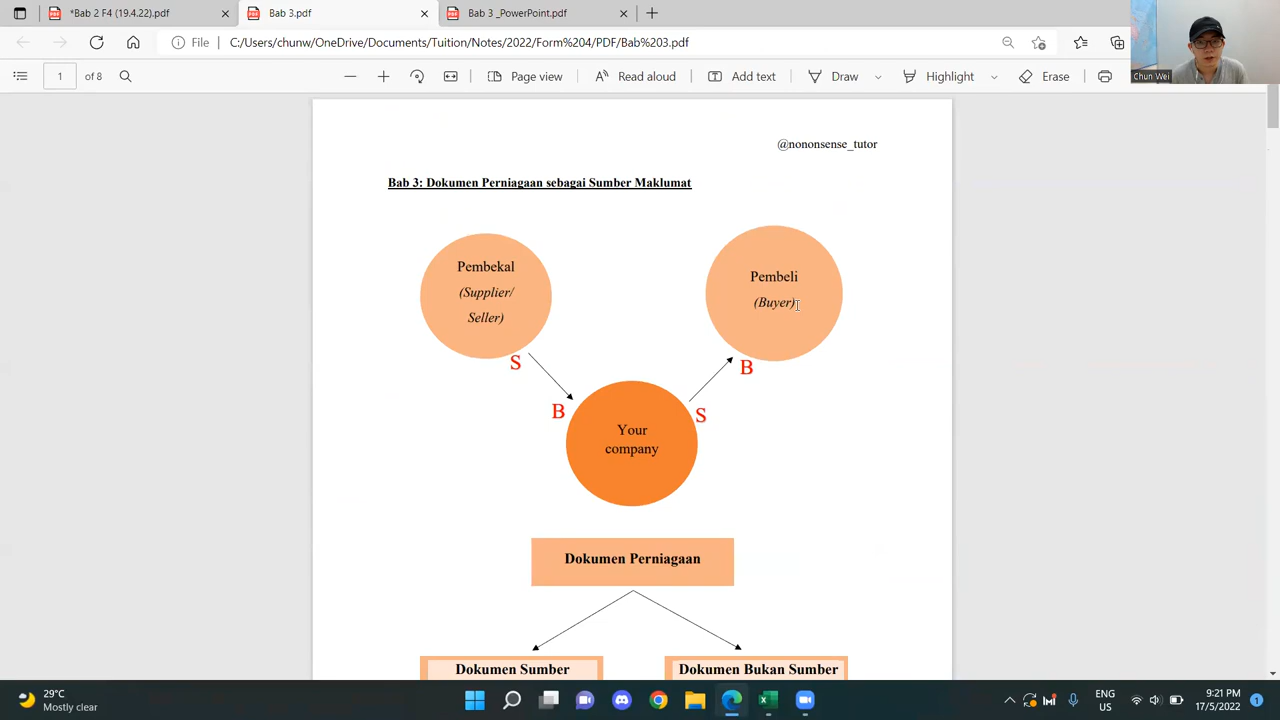 *Bab 2 F4 (19.4.22).pdf
Bab 3.pdf
Bab 3 _PowerPoint.pdf
File
C:/Users/chunw/OneDrive/Documents/Tuition/Notes/2022/Form%204/PDF/Bab%203.pdf
1 of 8
Page view
Read aloud
Add text
Draw
Highlight
Erase
Chun Wei
@nononsense_tutor
Bab 3: Dokumen Perniagaan sebagai Sumber Maklumat
Pembekal
(Supplier/
Seller)
Pembeli
(Buyer)
S
B
B
S
Your
company
Dokumen Perniagaan
Dokumen Sumber
Dokumen Bukan Sumber
29°C
Mostly clear
ENG
US
9:21 PM
17/5/2022
1